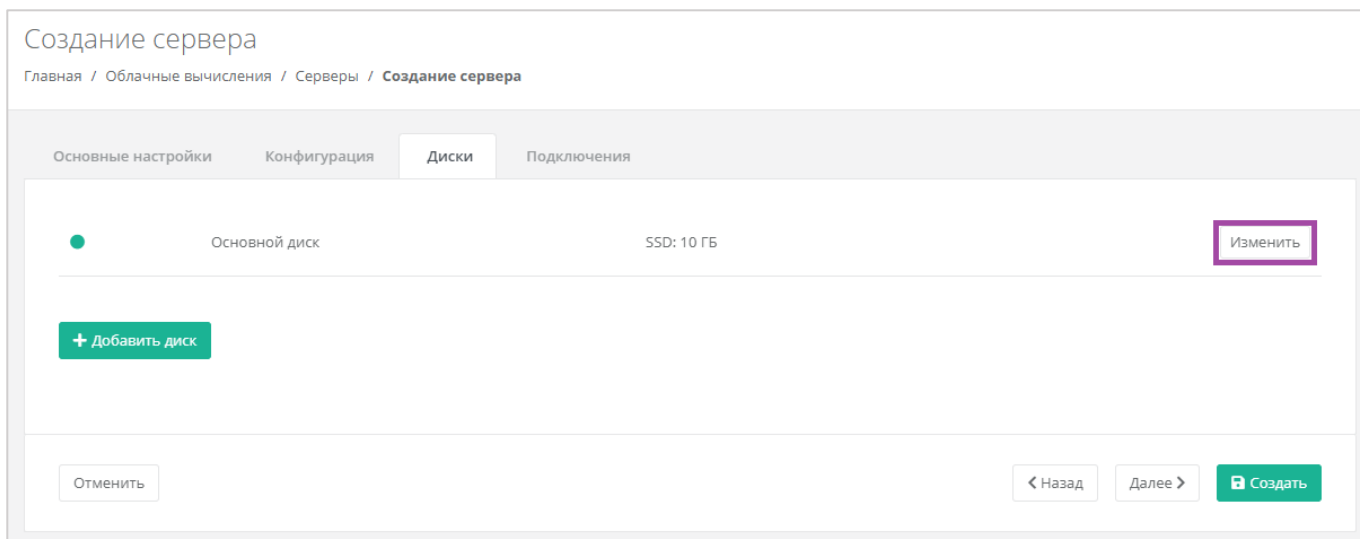 Создание сервера
Главная / Облачные вычисления / Серверы / Создание сервера
Основные настройки Конфигурация Диски Подключения
Основной диск SSD: 10 ГБ Изменить
+ Добавить диск
Отменить Назад Далее Создать